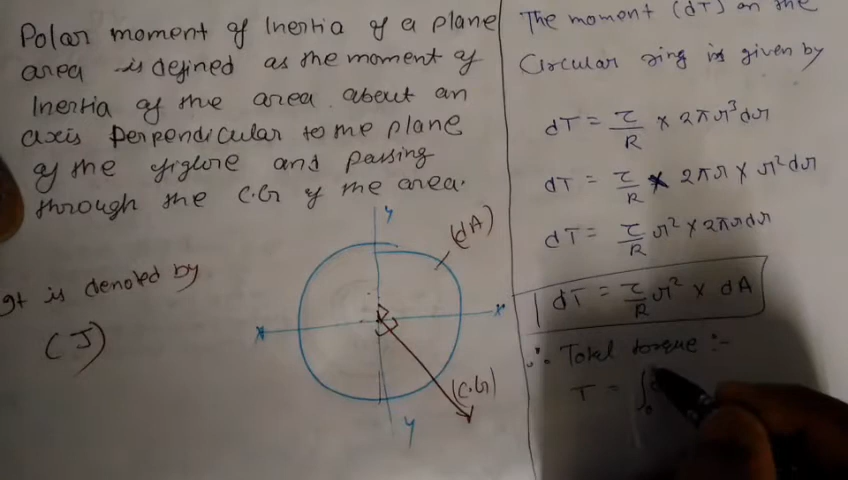 Polar moment of Inertia of a plane
area is defined as the moment of
Inertia of the area about an
axis perpendicular to the plane
of the figure and passing
through the C.G of the area.
It is denoted by
(J)
y
(dA)
x
x
(C.G)
y
The moment (dT) on the
Circular ring is given by
dT = τ/R × 2πr³dr
dT = τ/R × 2πr × r²dr
dT = τ/R r² × 2πrdr
dT = τ/R r² × dA
∴ Total torque :-
T = ∫₀